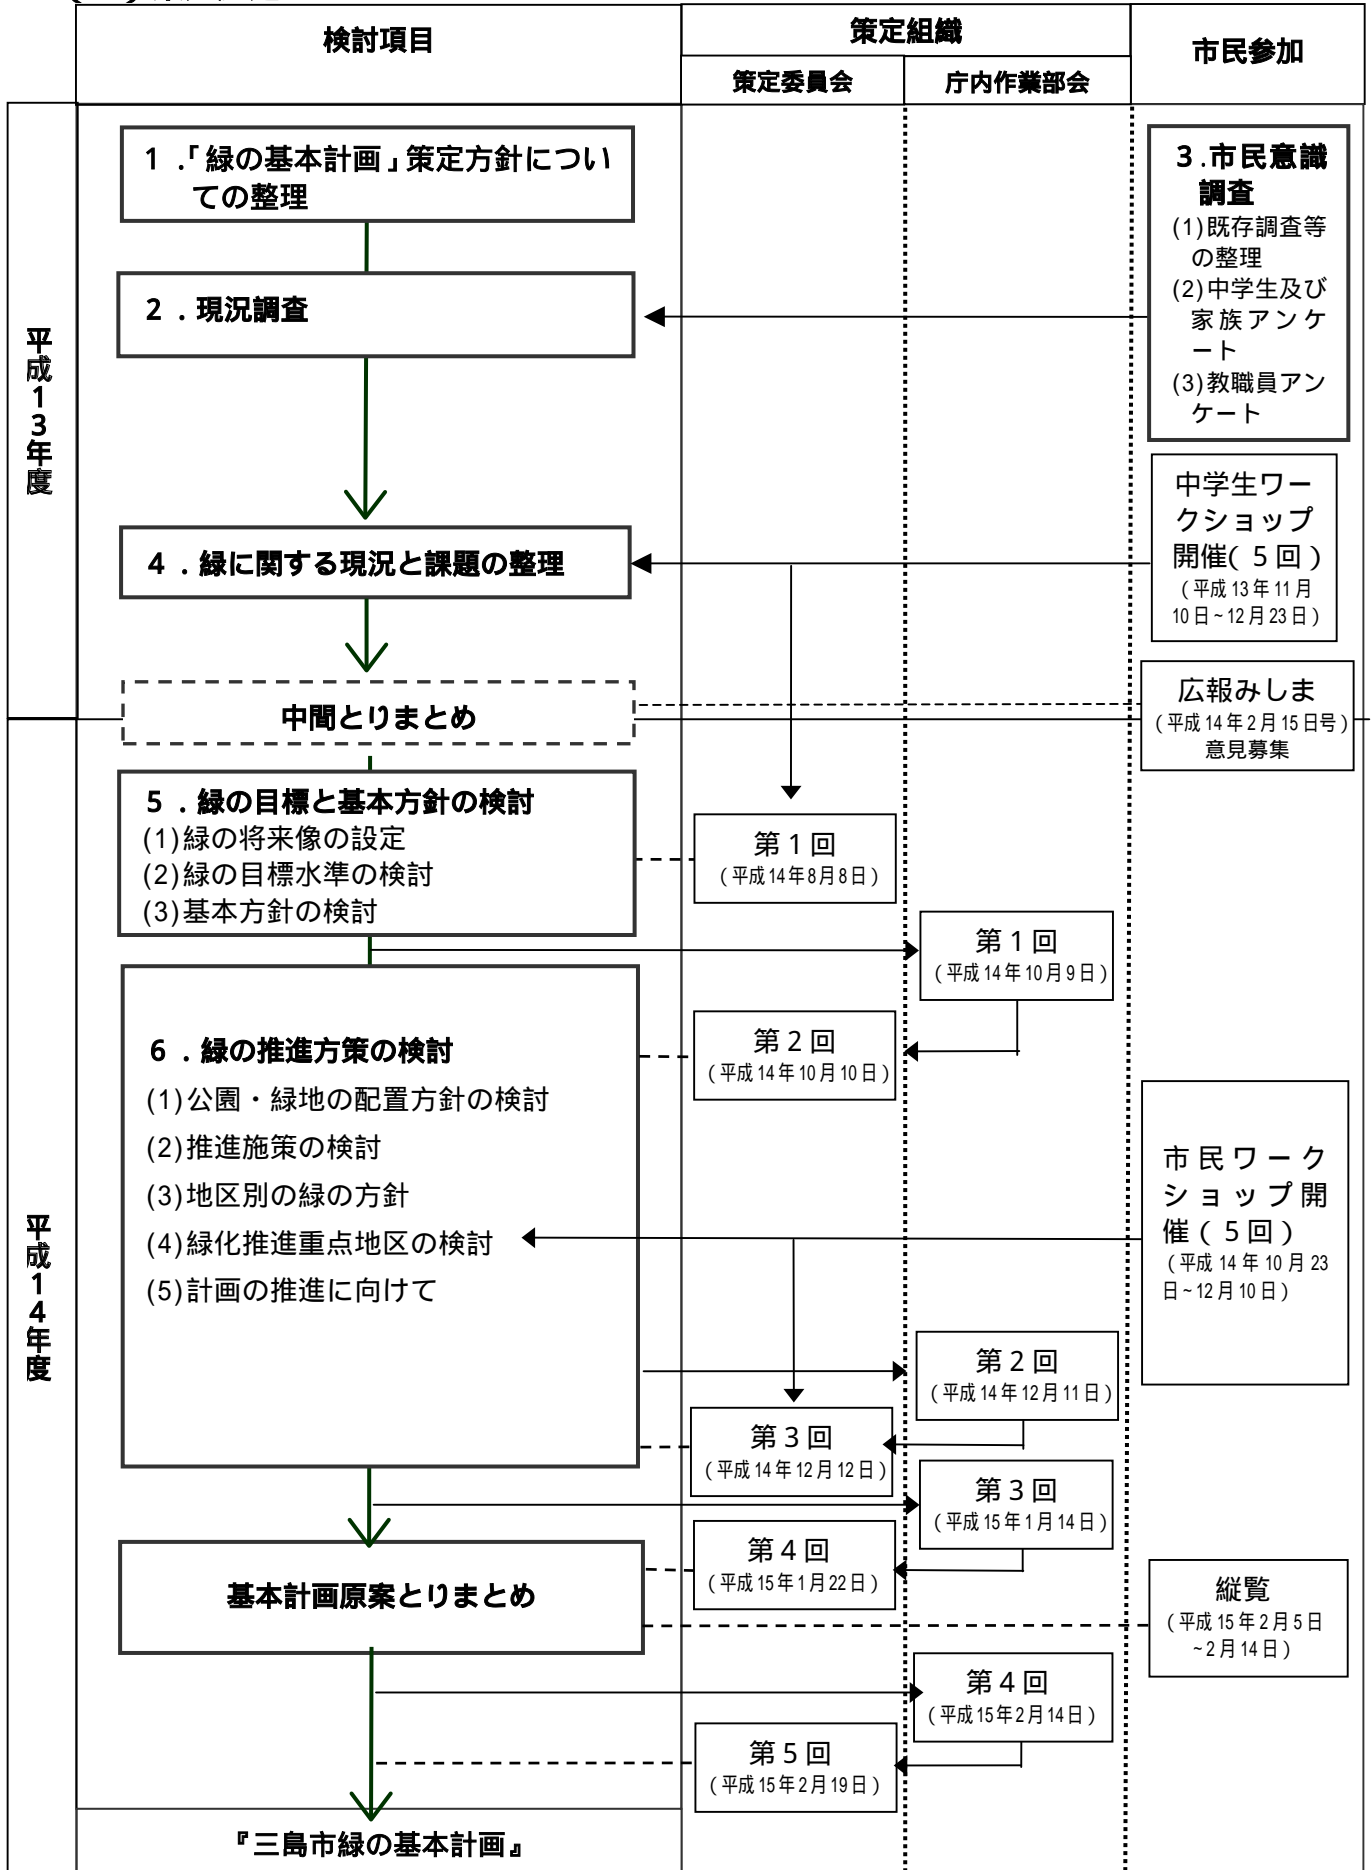 検討項目
策定組織
市民参加
策定委員会
庁内作業部会
平成13年度
1.「緑の基本計画」策定方針につい
ての整理
3.市民意識
調査
(1)既存調査等
の整理
(2)中学生及び
家族アンケ
ート
(3)教職員アン
ケート
2．現況調査
中学生ワー
クショップ
開催(5回)
(平成13年11月
10日~12月23日)
4．緑に関する現況と課題の整理
中間とりまとめ
広報みしま
(平成14年2月15日号)
意見募集
平成14年度
5．緑の目標と基本方針の検討
(1)緑の将来像の設定
(2)緑の目標水準の検討
(3)基本方針の検討
第1回
(平成14年8月8日)
第1回
(平成14年10月9日)
6．緑の推進方策の検討
(1)公園・緑地の配置方針の検討
(2)推進施策の検討
(3)地区別の緑の方針
(4)緑化推進重点地区の検討
(5)計画の推進に向けて
第2回
(平成14年10月10日)
市民ワーク
ショップ開
催(5回)
(平成14年10月23
日~12月10日)
第2回
(平成14年12月11日)
第3回
(平成14年12月12日)
第3回
(平成15年1月14日)
第4回
(平成15年1月22日)
基本計画原案とりまとめ
縦覧
(平成15年2月5日
~2月14日)
第4回
(平成15年2月14日)
第5回
(平成15年2月19日)
『三島市緑の基本計画』